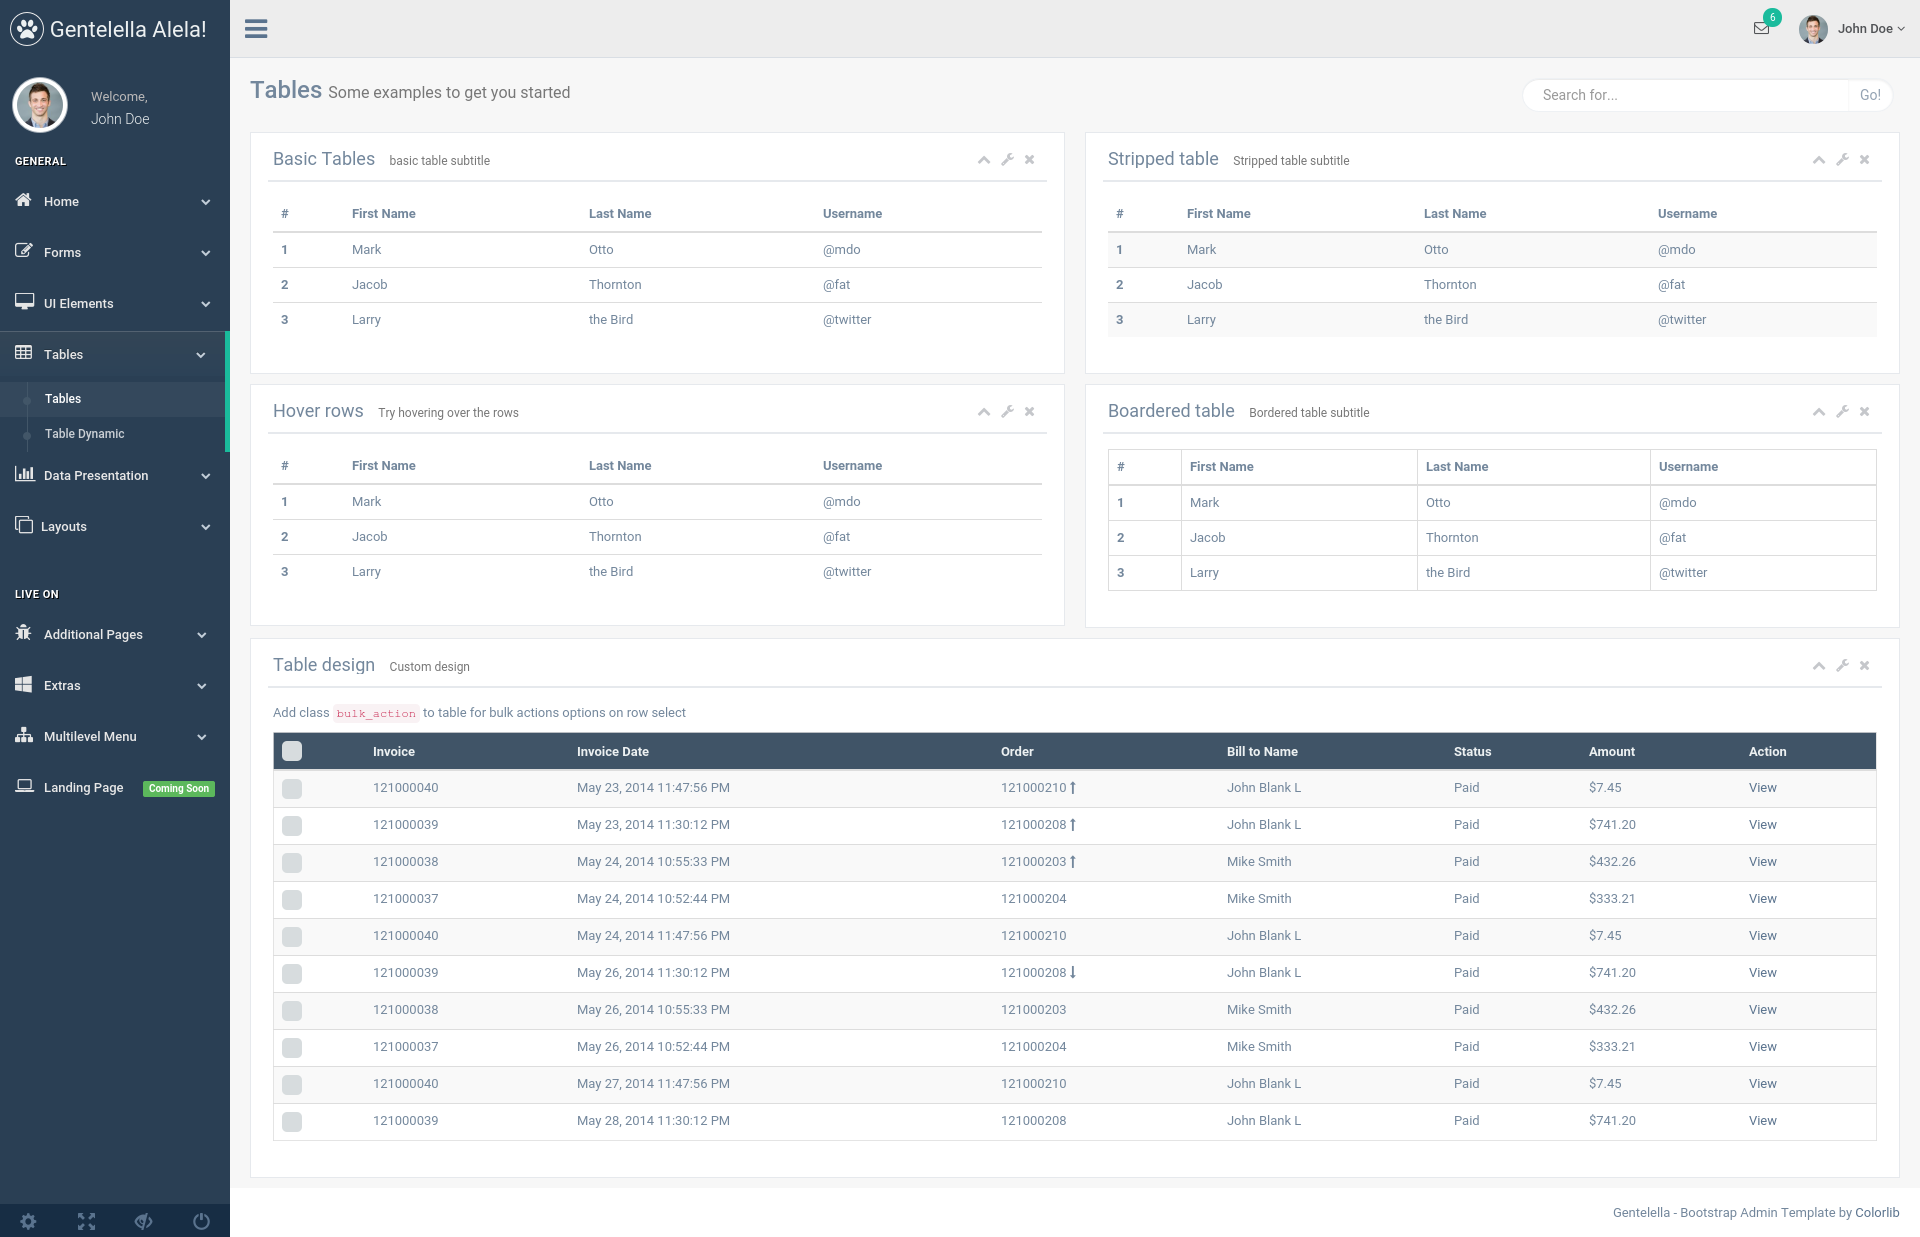 Gentelella Alela!
Welcome,
John Doe
GENERAL
Home
Forms
UI Elements
Tables
Tables
Table Dynamic
Data Presentation
Layouts
LIVE ON
Additional Pages
Extras
Multilevel Menu
Landing Page Coming Soon
6
John Doe
Tables Some examples to get you started
Search for... Go!
Basic Tables basic table subtitle
# First Name Last Name Username
1 Mark Otto @mdo
2 Jacob Thornton @fat
3 Larry the Bird @twitter
Stripped table Stripped table subtitle
# First Name Last Name Username
1 Mark Otto @mdo
2 Jacob Thornton @fat
3 Larry the Bird @twitter
Hover rows Try hovering over the rows
# First Name Last Name Username
1 Mark Otto @mdo
2 Jacob Thornton @fat
3 Larry the Bird @twitter
Boardered table Bordered table subtitle
# First Name Last Name Username
1 Mark Otto @mdo
2 Jacob Thornton @fat
3 Larry the Bird @twitter
Table design Custom design
Add class bulk_action to table for bulk actions options on row select
Invoice Invoice Date Order Bill to Name Status Amount Action
121000040 May 23, 2014 11:47:56 PM 121000210 John Blank L Paid $7.45 View
121000039 May 23, 2014 11:30:12 PM 121000208 John Blank L Paid $741.20 View
121000038 May 24, 2014 10:55:33 PM 121000203 Mike Smith Paid $432.26 View
121000037 May 24, 2014 10:52:44 PM 121000204 Mike Smith Paid $333.21 View
121000040 May 24, 2014 11:47:56 PM 121000210 John Blank L Paid $7.45 View
121000039 May 26, 2014 11:30:12 PM 121000208 John Blank L Paid $741.20 View
121000038 May 26, 2014 10:55:33 PM 121000203 Mike Smith Paid $432.26 View
121000037 May 26, 2014 10:52:44 PM 121000204 Mike Smith Paid $333.21 View
121000040 May 27, 2014 11:47:56 PM 121000210 John Blank L Paid $7.45 View
121000039 May 28, 2014 11:30:12 PM 121000208 John Blank L Paid $741.20 View
Gentelella - Bootstrap Admin Template by Colorlib